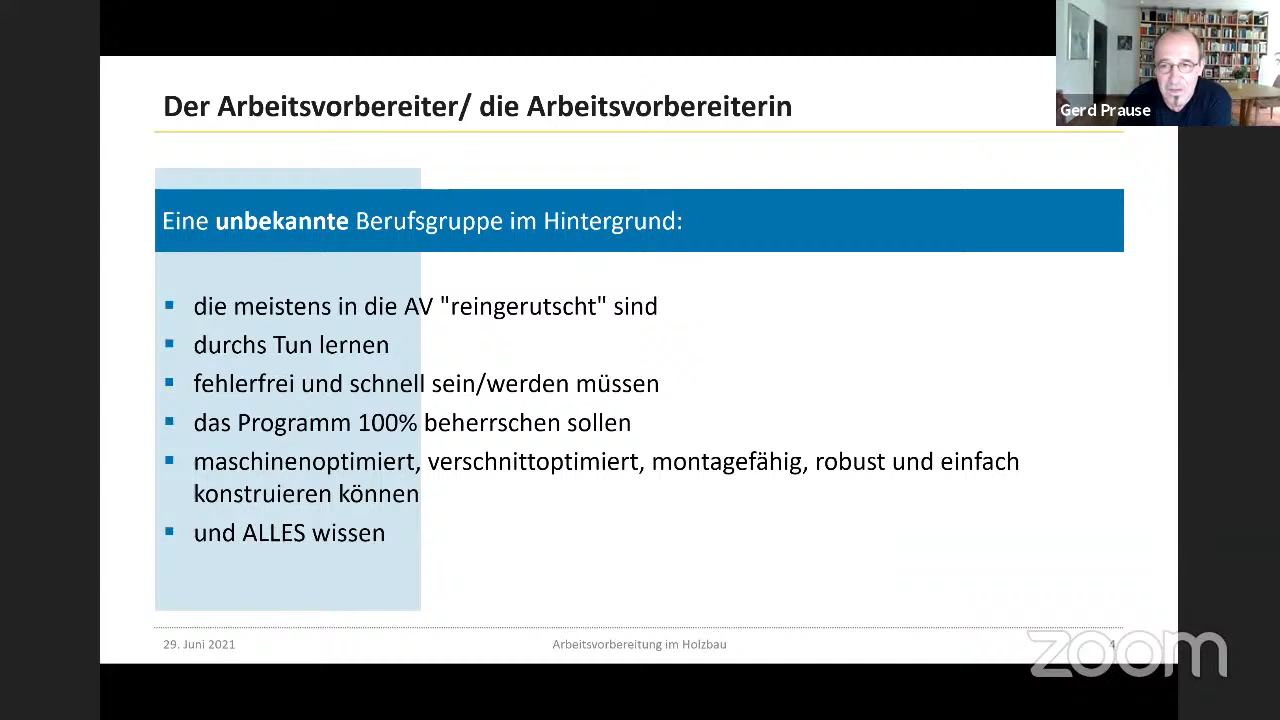 Der Arbeitsvorbereiter/ die Arbeitsvorbereiterin
Gerd Prause
Eine unbekannte Berufsgruppe im Hintergrund:
▪ die meistens in die AV "reingerutscht" sind
▪ durchs Tun lernen
▪ fehlerfrei und schnell sein/werden müssen
▪ das Programm 100% beherrschen sollen
▪ maschinenoptimiert, verschnittoptimiert, montagefähig, robust und einfach
konstruieren können
▪ und ALLES wissen
29. Juni 2021
Arbeitsvorbereitung im Holzbau
4
zoom